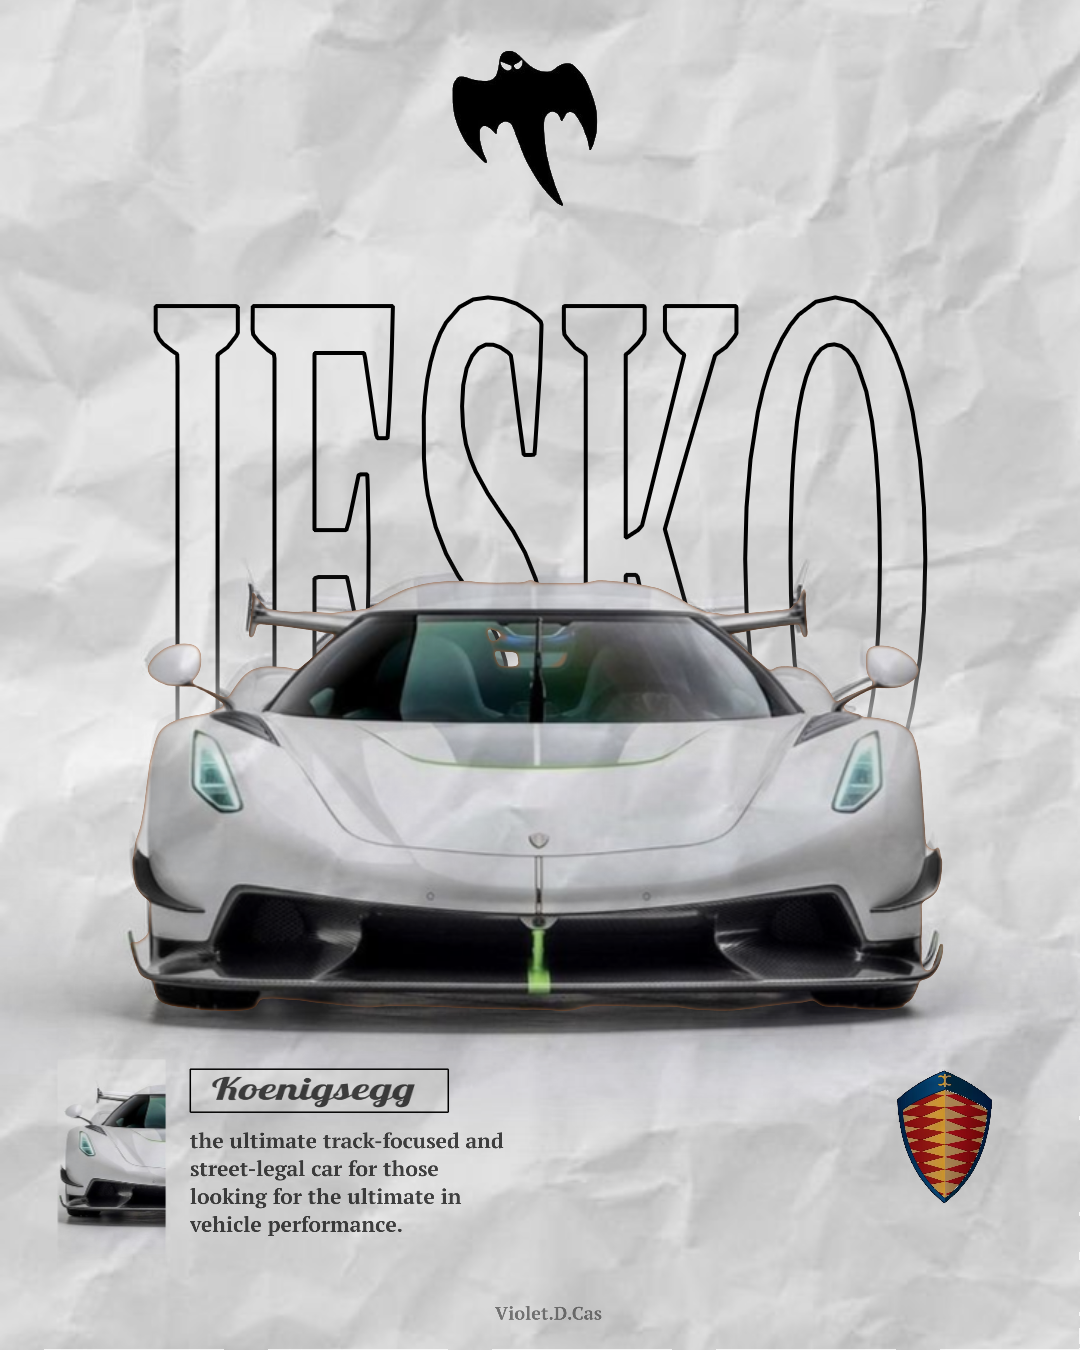 JESKO
Koenigsegg
the ultimate track-focused and
street-legal car for those
looking for the ultimate in
vehicle performance.
Violet.D.Cas